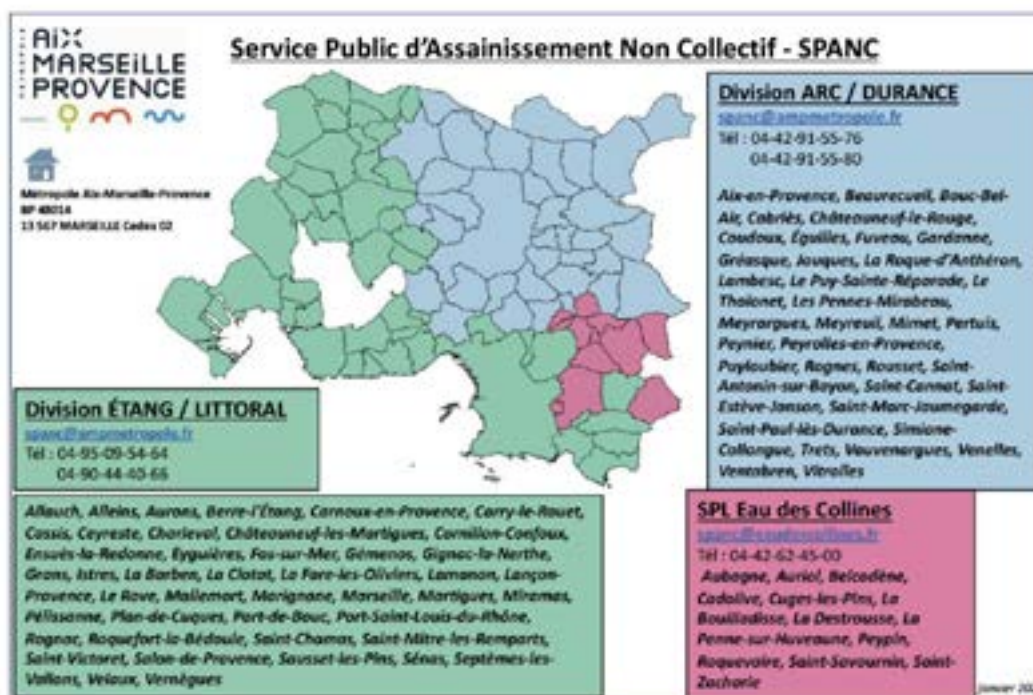 AIX
MARSEILLE
PROVENCE
Service Public d'Assainissement Non Collectif - SPANC
Métropole Aix-Marseille-Provence
BP 48014
13 567 MARSEILLE Cedex 02
Division ARC / DURANCE
spanc@ampmetropole.fr
Tél : 04-42-91-55-76
04-42-91-55-80
Aix-en-Provence, Beaurecueil, Bouc-Bel-
Air, Cabriès, Châteauneuf-le-Rouge,
Coudoux, Éguilles, Fuveau, Gardanne,
Gréasque, Jouques, La Roque-d'Anthéron,
Lambesc, Le Puy-Sainte-Réparade, Le
Tholonet, Les Pennes-Mirabeau,
Meyrargues, Meyreuil, Mimet, Pertuis,
Peynier, Peyrolles-en-Provence,
Puyloubier, Rognes, Rousset, Saint-
Antonin-sur-Bayon, Saint-Cannat, Saint-
Estève-Janson, Saint-Marc-Jaumegarde,
Saint-Paul-lès-Durance, Simiane-
Collongue, Trets, Vauvenargues, Venelles,
Ventabren, Vitrolles
Division ÉTANG / LITTORAL
spanc@ampmetropole.fr
Tél : 04-95-09-54-64
04-90-44-40-66
Allauch, Alleins, Aurons, Berre-l'Étang, Carnoux-en-Provence, Carry-le-Rouet,
Cassis, Ceyreste, Charleval, Châteauneuf-les-Martigues, Cornillon-Confoux,
Ensuès-la-Redonne, Eyguières, Fos-sur-Mer, Gémenos, Gignac-la-Nerthe,
Grans, Istres, La Barben, La Ciotat, La Fare-les-Oliviers, Lamanon, Lançon-
Provence, Le Rove, Mallemort, Marignane, Marseille, Martigues, Miramas,
Pélissanne, Plan-de-Cuques, Port-de-Bouc, Port-Saint-Louis-du-Rhône,
Rognac, Roquefort-la-Bédoule, Saint-Chamas, Saint-Mitre-les-Remparts,
Saint-Victoret, Salon-de-Provence, Sausset-les-Pins, Sénas, Septèmes-les-
Vallons, Velaux, Vernègues
SPL Eau des Collines
spanc@eaudescollines.fr
Tél : 04-42-62-45-00
Aubagne, Auriol, Belcodène,
Cadolive, Cuges-les-Pins, La
Bouilladisse, La Destrousse, La
Penne-sur-Huveaune, Peypin,
Roquevaire, Saint-Savournin, Saint-
Zacharie
Janvier